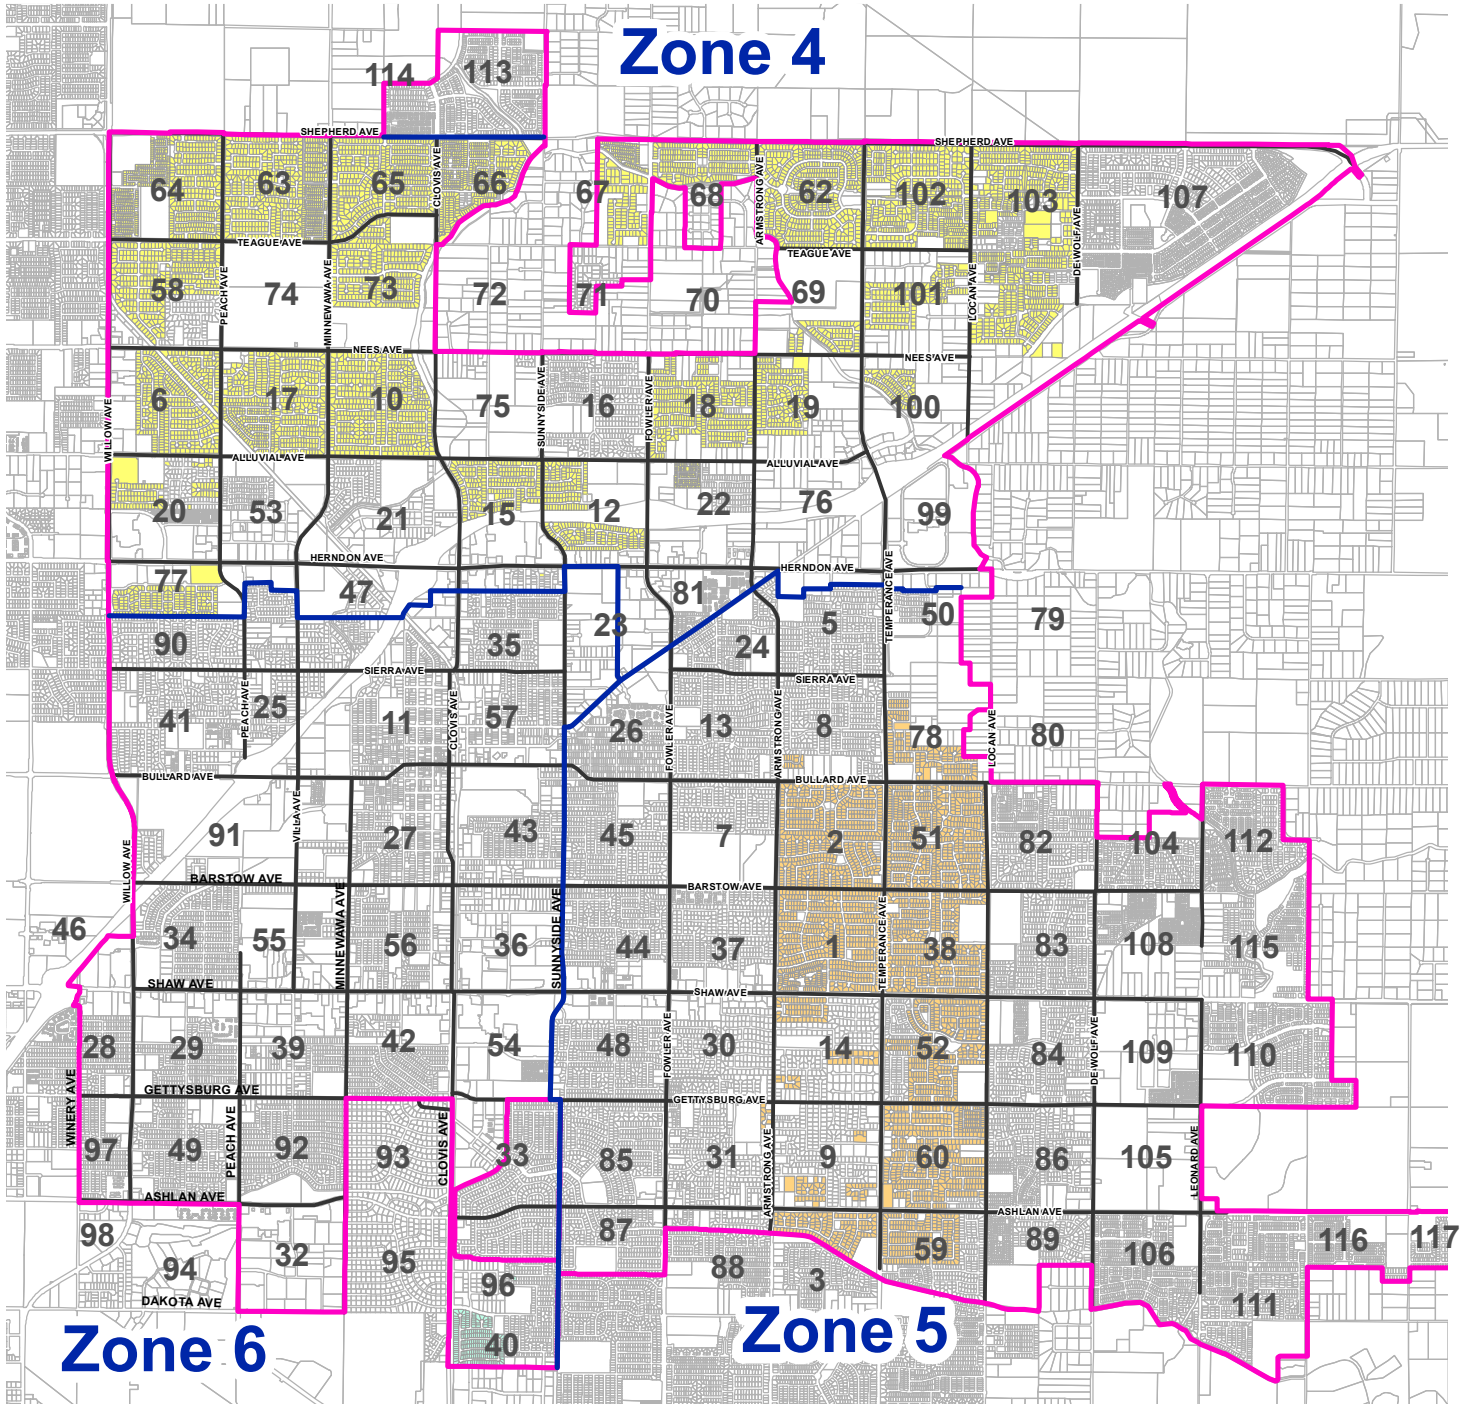 Zone 4
114 113
SHEPHERD AVE
SHEPHERD AVE
64 63 65 CLOVIS AVE 66 67 68 ARMSTRONG AVE 62 102 103 DE WOLF AVE 107
TEAGUE AVE
TEAGUE AVE
58 PEACH AVE 74 MINNEWAWA AVE 73 72 71 70 69 101 LOCAN AVE
NEES AVE
NEES AVE
WILLOW AVE 6 17 10 75 SUNNYSIDE AVE 16 FOWLER AVE 18 19 100
ALLUVIAL AVE
ALLUVIAL AVE
20 53 21 15 12 22 76 99
HERNDON AVE
HERNDON AVE
77 47 81 TEMPERANCE AVE 50 79
90 35 23 24 5
SIERRA AVE
SIERRA AVE
41 PEACH AVE 25 11 CLOVIS AVE 57 26 FOWLER AVE 13 ARMSTRONG AVE 8 78 LOCAN AVE 80
BULLARD AVE
BULLARD AVE
91 VILLA AVE 27 43 45 7 2 51 82 104 112
WILLOW AVE
BARSTOW AVE
BARSTOW AVE
46 34 55 MINNEWAWA AVE 56 36 SUNNYSIDE AVE 44 37 1 TEMPERANCE AVE 38 83 108 115
SHAW AVE
SHAW AVE
28 29 39 42 54 48 FOWLER AVE 30 14 52 84 DE WOLF AVE 109 110
GETTYSBURG AVE
GETTYSBURG AVE
WINERY AVE 97 49 PEACH AVE 92 93 CLOVIS AVE 33 85 31 ARMSTRONG AVE 9 60 86 105 LEONARD AVE
ASHLAN AVE
ASHLAN AVE
98 94 32 95 96 87 88 3 59 89 106 111 116 117
DAKOTA AVE
40
Zone 6
Zone 5